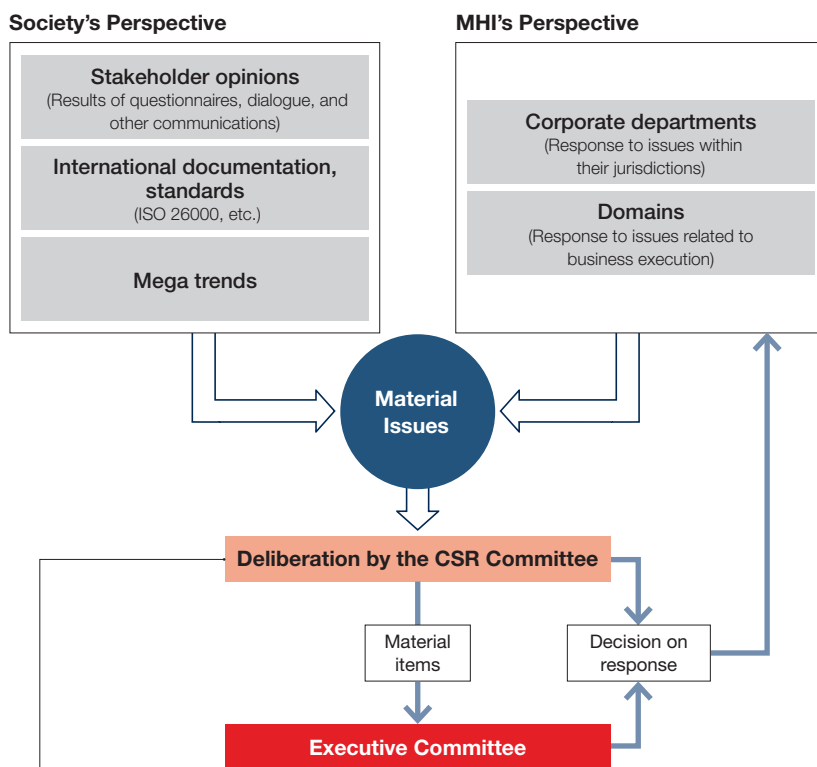 Society’s Perspective
Stakeholder opinions
(Results of questionnaires, dialogue, and
other communications)
International documentation,
standards
(ISO 26000, etc.)
Mega trends
MHI’s Perspective
Corporate departments
(Response to issues within
their jurisdictions)
Domains
(Response to issues related to
business execution)
Material
Issues
Deliberation by the CSR Committee
Material
items
Decision on
response
Executive Committee